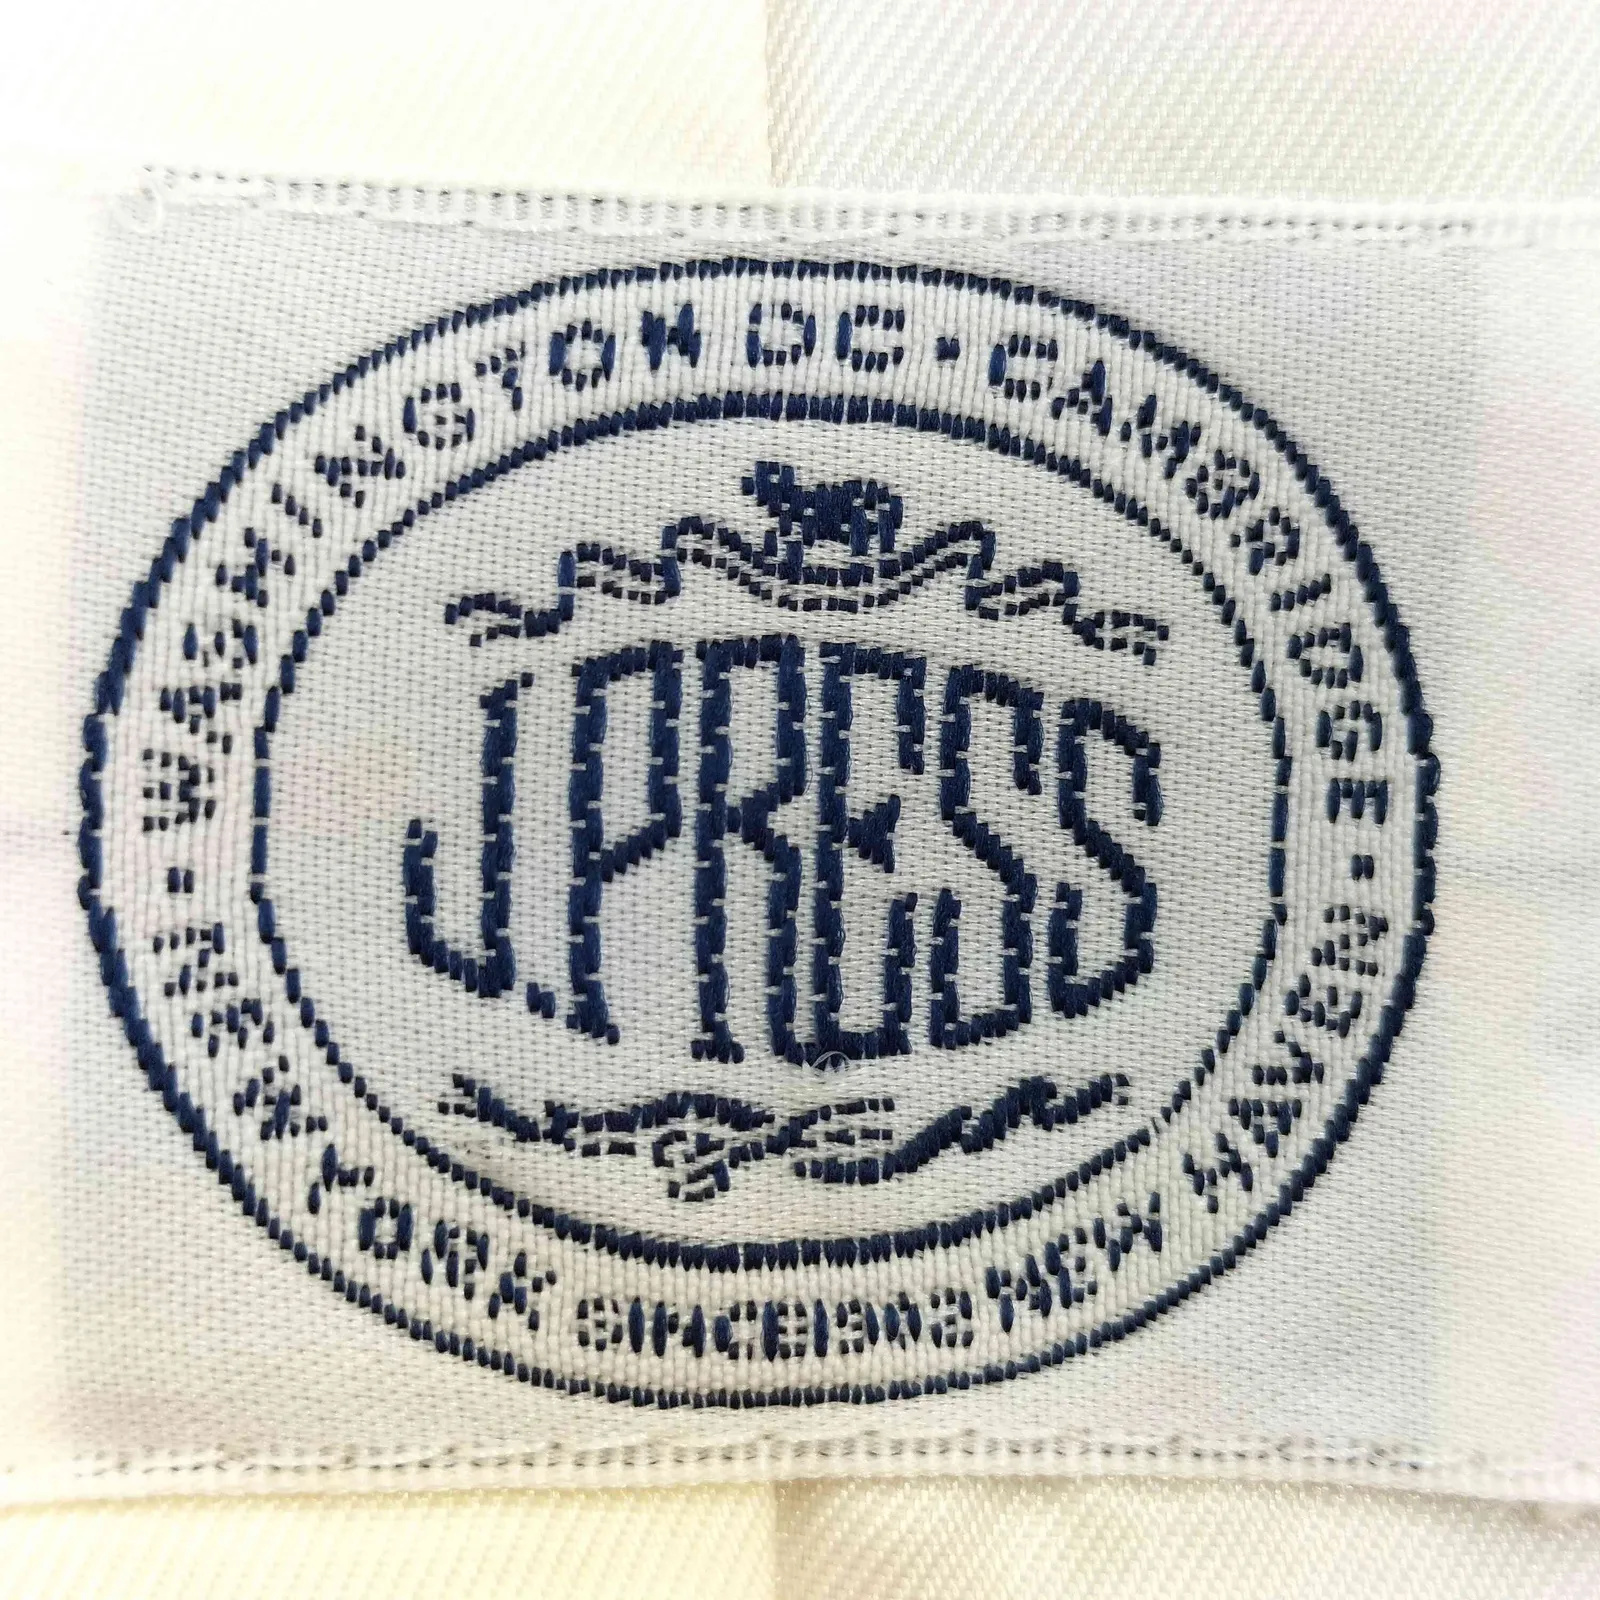 WASHINGTON DC · CAMBRIDGE ·
J.PRESS
NEW YORK SINCE 1902 NEW HAVEN